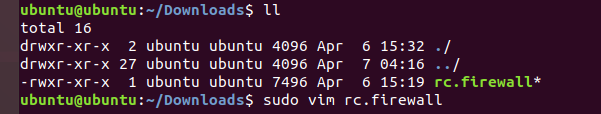 ubuntu@ubuntu:~/Downloads$ ll
total 16
drwxr-xr-x  2 ubuntu ubuntu 4096 Apr  6 15:32 ./
drwxr-xr-x 27 ubuntu ubuntu 4096 Apr  7 04:16 ../
-rwxr-xr-x  1 ubuntu ubuntu 7496 Apr  6 15:19 rc.firewall*
ubuntu@ubuntu:~/Downloads$ sudo vim rc.firewall